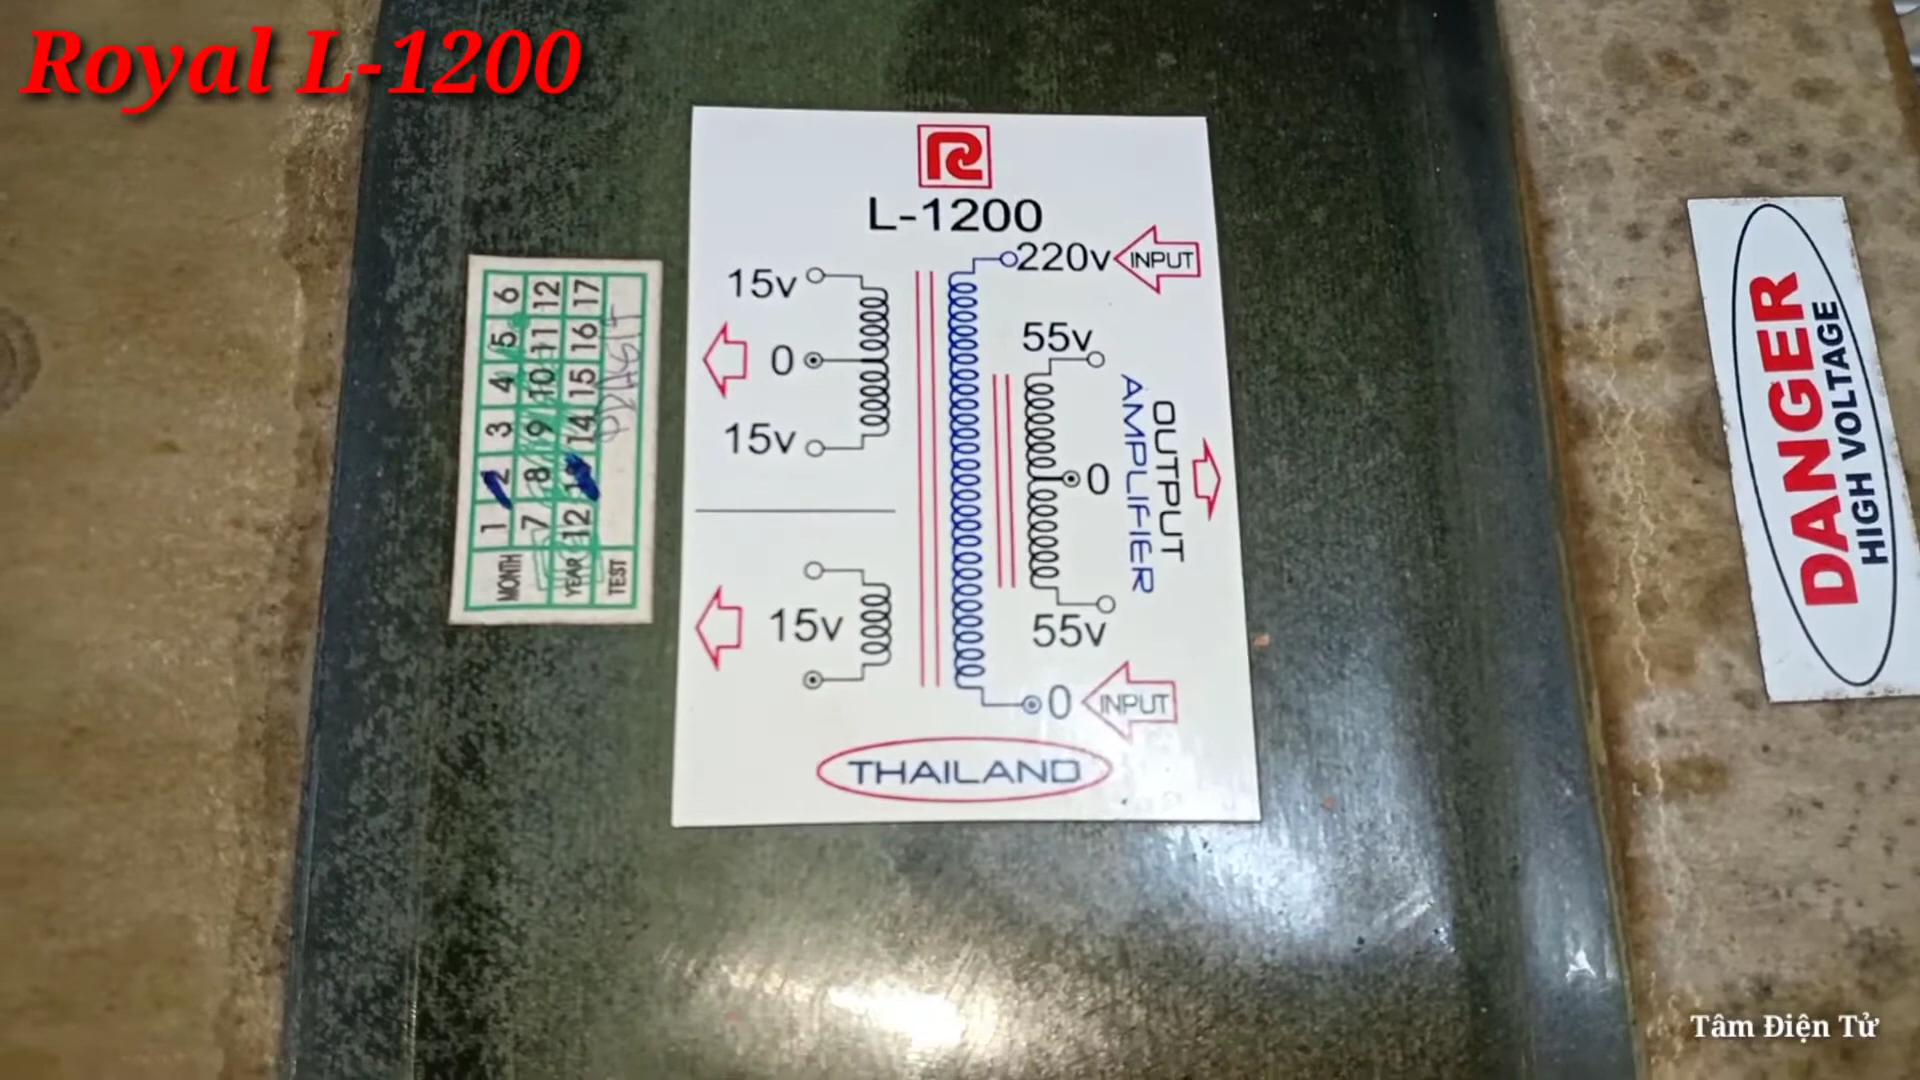 Royal L-1200
R
L-1200
220v INPUT
15v
0
15v
55v
0
55v
OUTPUT
AMPLIFIER
15v
0 INPUT
THAILAND
MONTH 1 2 3 4 5 6
7 8 9 10 11 12
YEAR 12 13 14 15 16 17
TEST
DANGER
HIGH VOLTAGE
Tâm Điện Tử